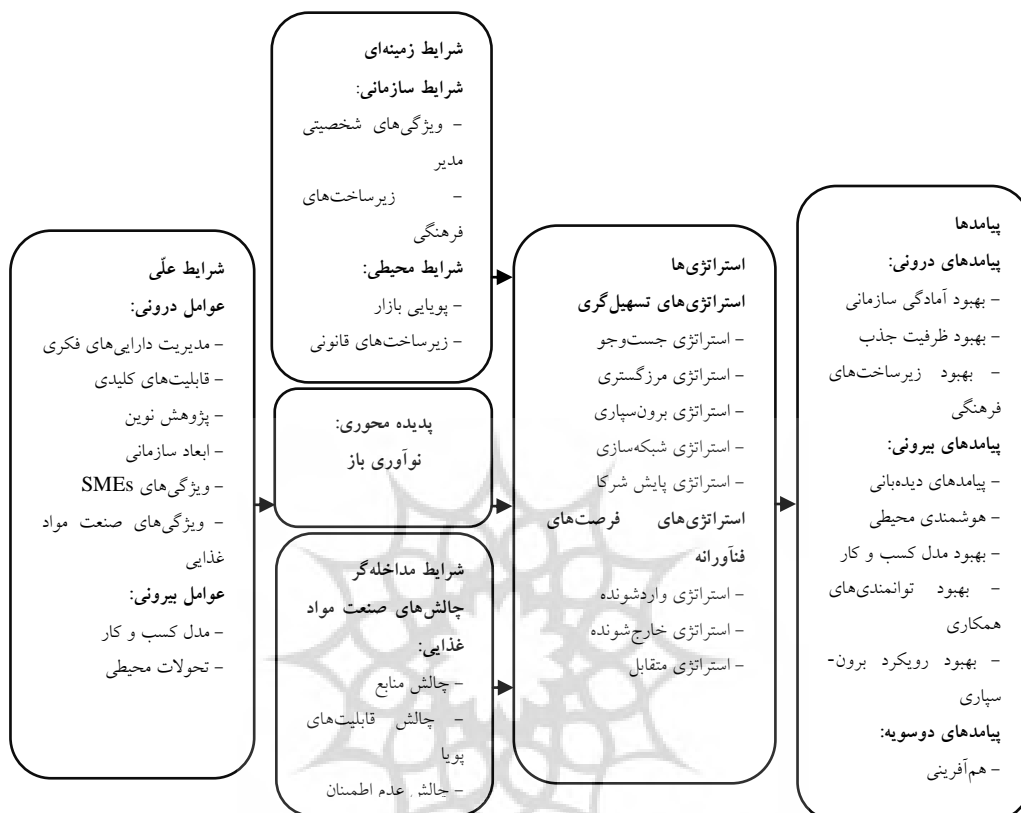 شرایط علّی
عوامل درونی:
– مدیریت دارایی‌های فکری
– قابلیت‌های کلیدی
– پژوهش نوین
– ابعاد سازمانی
– ویژگی‌های SMEs
– ویژگی‌های صنعت مواد
غذایی
عوامل بیرونی:
– مدل کسب و کار
– تحولات محیطی
شرایط زمینه‌ای
شرایط سازمانی:
– ویژگی‌های شخصیتی
مدیر
– زیرساخت‌های
فرهنگی
شرایط محیطی:
– پویایی بازار
– زیرساخت‌های قانونی
پدیده محوری:
نوآوری باز
شرایط مداخله‌گر
چالش‌های صنعت مواد
غذایی:
– چالش منابع
– چالش قابلیت‌های
پویا
– چالش عدم اطمینان
استراتژی‌ها
استراتژی‌های تسهیل‌گری
– استراتژی جست‌وجو
– استراتژی مرزگستری
– استراتژی برون‌سپاری
– استراتژی شبکه‌سازی
– استراتژی پایش شرکا
استراتژی‌های فرصت‌های
فنآورانه
– استراتژی واردشونده
– استراتژی خارج‌شونده
– استراتژی متقابل
پیامدها
پیامدهای درونی:
– بهبود آمادگی سازمانی
– بهبود ظرفیت جذب
– بهبود زیرساخت‌های
فرهنگی
پیامدهای بیرونی:
– پیامدهای دیده‌بانی
– هوشمندی محیطی
– بهبود مدل کسب و کار
– بهبود توانمندی‌های
همکاری
– بهبود رویکرد برون-
سپاری
پیامدهای دوسویه:
– هم‌آفرینی